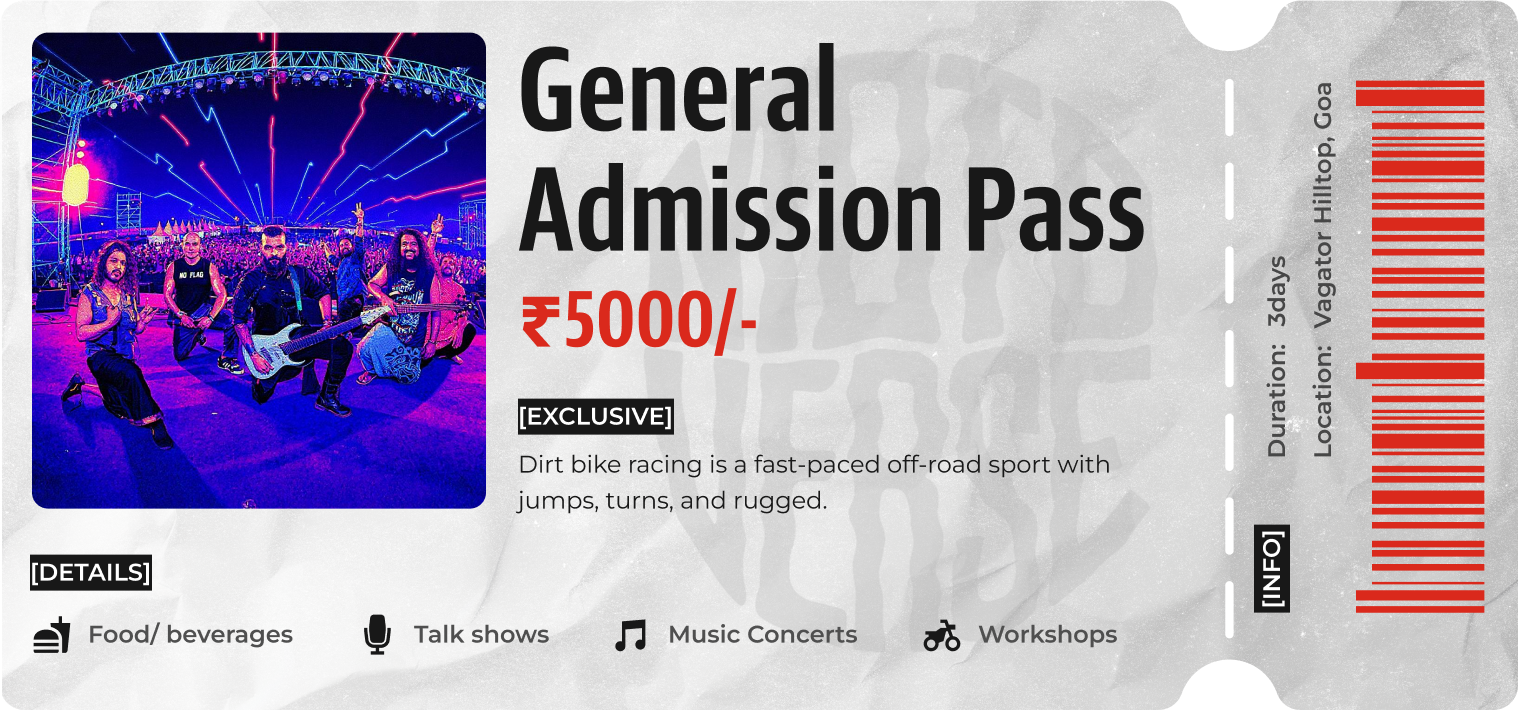 General
Admission Pass
₹5000/-
[EXCLUSIVE]
Dirt bike racing is a fast-paced off-road sport with
jumps, turns, and rugged.
NO FLAG
[DETAILS]
Food/ beverages
Talk shows
Music Concerts
Workshops
[INFO]
Duration: 3days
Location: Vagator Hilltop, Goa
VERSE